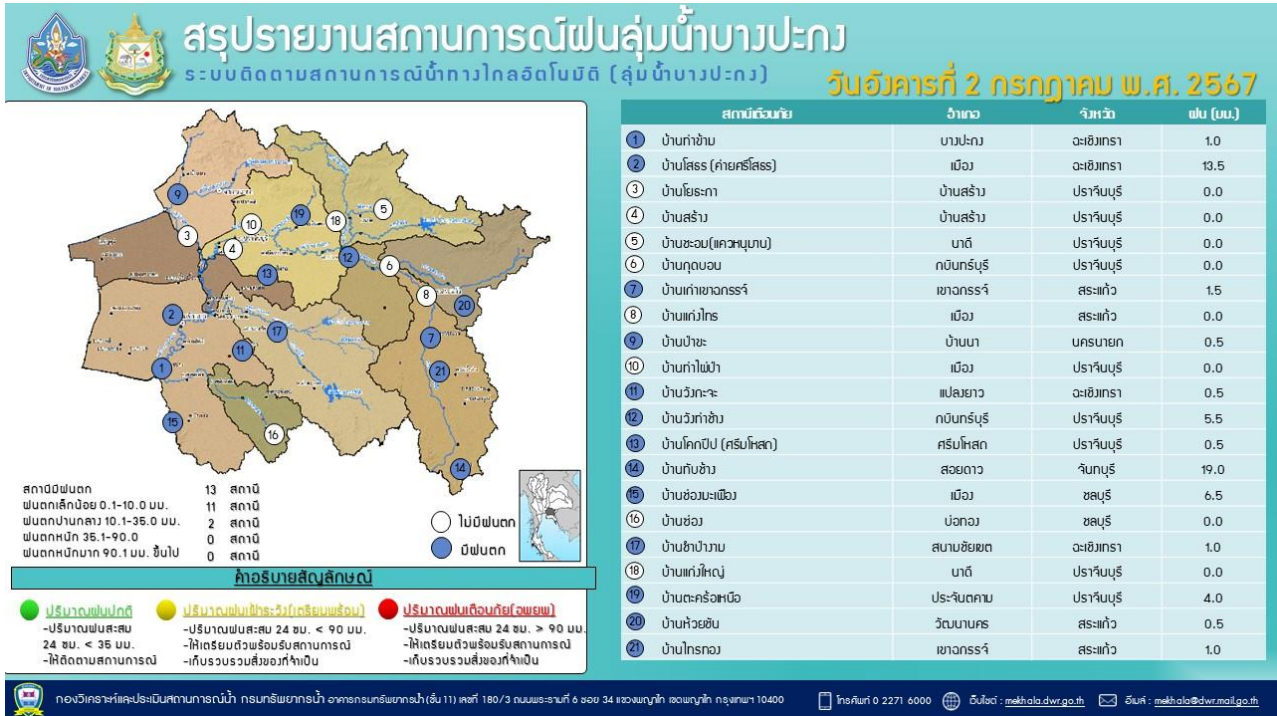 สรุปรายงานสถานการณ์ฝนลุ่มน้ำบางปะกง
ระบบติดตามสถานการณ์น้ำทางไกลอัตโนมัติ (ลุ่มน้ำบางปะกง)
วันอังคารที่ 2 กรกฎาคม พ.ศ. 2567
สถานีเตือนภัย อำเภอ จังหวัด ฝน (มม.)
1 บ้านท่าข้าม บางปะกง ฉะเชิงเทรา 1.0
2 บ้านโสธร (ค่ายศรีโสธร) เมือง ฉะเชิงเทรา 13.5
3 บ้านโยธะกา บ้านสร้าง ปราจีนบุรี 0.0
4 บ้านสร้าง บ้านสร้าง ปราจีนบุรี 0.0
5 บ้านซะอม(แควหนุมาน) นาดี ปราจีนบุรี 0.0
6 บ้านกุดบอน กบินทร์บุรี ปราจีนบุรี 0.0
7 บ้านเก่าเขาฉกรรจ์ เขาฉกรรจ์ สระแก้ว 1.5
8 บ้านแก่งไทร เมือง สระแก้ว 0.0
9 บ้านป่าขะ บ้านนา นครนายก 0.5
10 บ้านท่าไผ่ป่า เมือง ปราจีนบุรี 0.0
11 บ้านวังกะจะ แปลงยาว ฉะเชิงเทรา 0.5
12 บ้านวังท่าช้าง กบินทร์บุรี ปราจีนบุรี 5.5
13 บ้านโคกปีป (ศรีมโหสถ) ศรีมโหสถ ปราจีนบุรี 0.5
14 บ้านทับช้าง สอยดาว จันทบุรี 19.0
15 บ้านช่องมะเฟือง เมือง ชลบุรี 6.5
16 บ้านช่อง บ่อทอง ชลบุรี 0.0
17 บ้านชำป่างาม สนามชัยเขต ฉะเชิงเทรา 1.0
18 บ้านแก่งใหญ่ นาดี ปราจีนบุรี 0.0
19 บ้านตะคร้อเหนือ ประจันตคาม ปราจีนบุรี 4.0
20 บ้านห้วยชัน วัฒนานคร สระแก้ว 0.5
21 บ้านไทรทอง เขาฉกรรจ์ สระแก้ว 1.0
สถานีมีฝนตก 13 สถานี
ฝนตกเล็กน้อย 0.1-10.0 มม. 11 สถานี
ฝนตกปานกลาง 10.1-35.0 มม. 2 สถานี
ฝนตกหนัก 35.1-90.0 0 สถานี
ฝนตกหนักมาก 90.1 มม. ขึ้นไป 0 สถานี
ไม่มีฝนตก
มีฝนตก
คำอธิบายสัญลักษณ์
ปริมาณฝนปกติ
-ปริมาณฝนสะสม
24 ชม. < 35 มม.
-ให้ติดตามสถานการณ์
ปริมาณฝนเฝ้าระวัง(เตรียมพร้อม)
-ปริมาณฝนสะสม 24 ชม. < 90 มม.
-ให้เตรียมตัวพร้อมรับสถานการณ์
-เก็บรวบรวมสิ่งของที่จำเป็น
ปริมาณฝนเตือนภัย(อพยพ)
-ปริมาณฝนสะสม 24 ชม. > 90 มม.
-ให้เตรียมตัวพร้อมรับสถานการณ์
-เก็บรวบรวมสิ่งของที่จำเป็น
กองวิเคราะห์และประเมินสถานการณ์น้ำ กรมทรัพยากรน้ำ อาคารกรมทรัพยากรน้ำ(ชั้น 11) เลขที่ 180/3 ถนนพระรามที่ 6 ซอย 34 แขวงพญาไท เขตพญาไท กรุงเทพฯ 10400 โทรศัพท์ 0 2271 6000 เว็บไซต์ : mekhala.dwr.go.th อีเมล์ : mekhala@dwr.mail.go.th